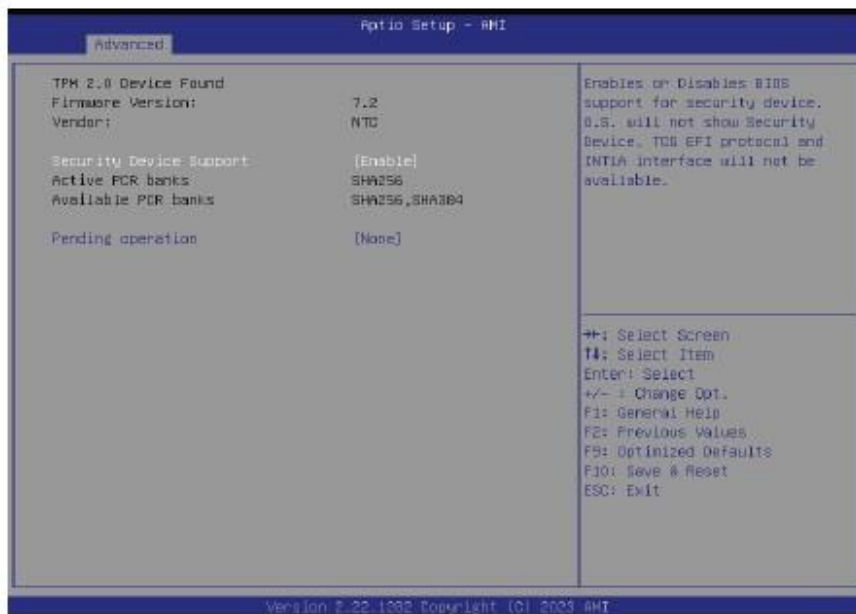 Aptio Setup - AMI
Advanced
TPM 2.0 Device Found
Firmware Version: 7.2
Vendor: NTC
Security Device Support [Enable]
Active PCR banks SHA256
Available PCR banks SHA256,SHA384
Pending operation [None]
Enables or Disables BIOS
support for security device.
O.S. will not show Security
Device. TCG EFI protocol and
INT1A interface will not be
available.
→←: Select Screen
↑↓: Select Item
Enter: Select
+/- : Change Opt.
F1: General Help
F2: Previous Values
F9: Optimized Defaults
F10: Save & Reset
ESC: Exit
Version 2.22.1282 Copyright (C) 2023 AMI